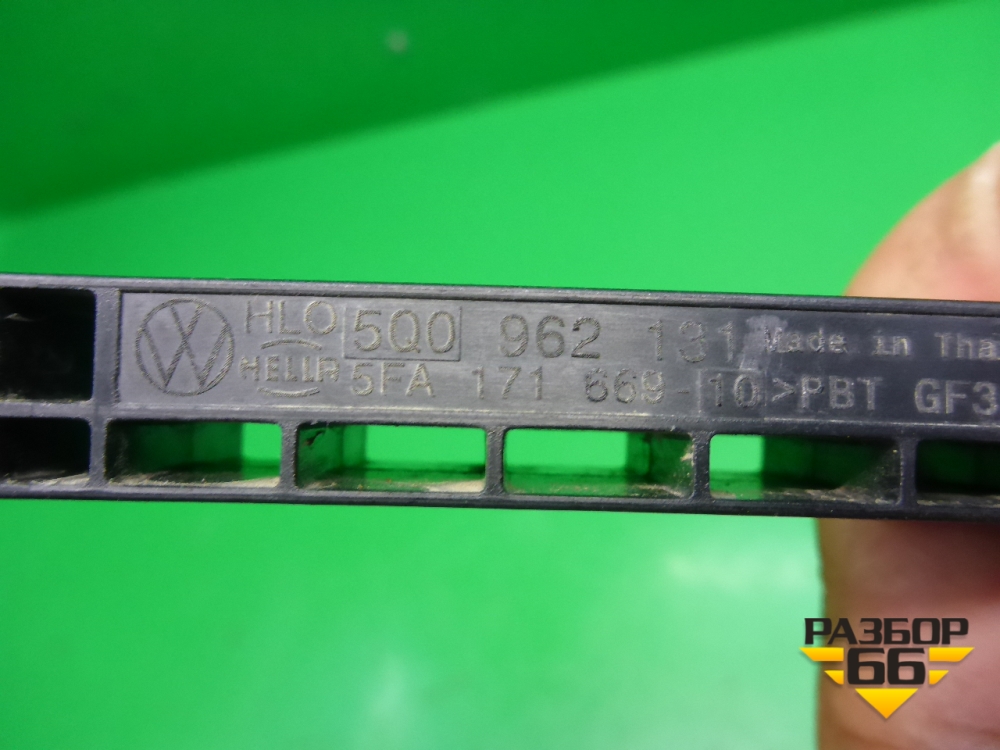 HLO 5Q0 962 131 Made in Tha
HELLA 5FA 171 669-10 >PBT GF3
РАЗБОР
66